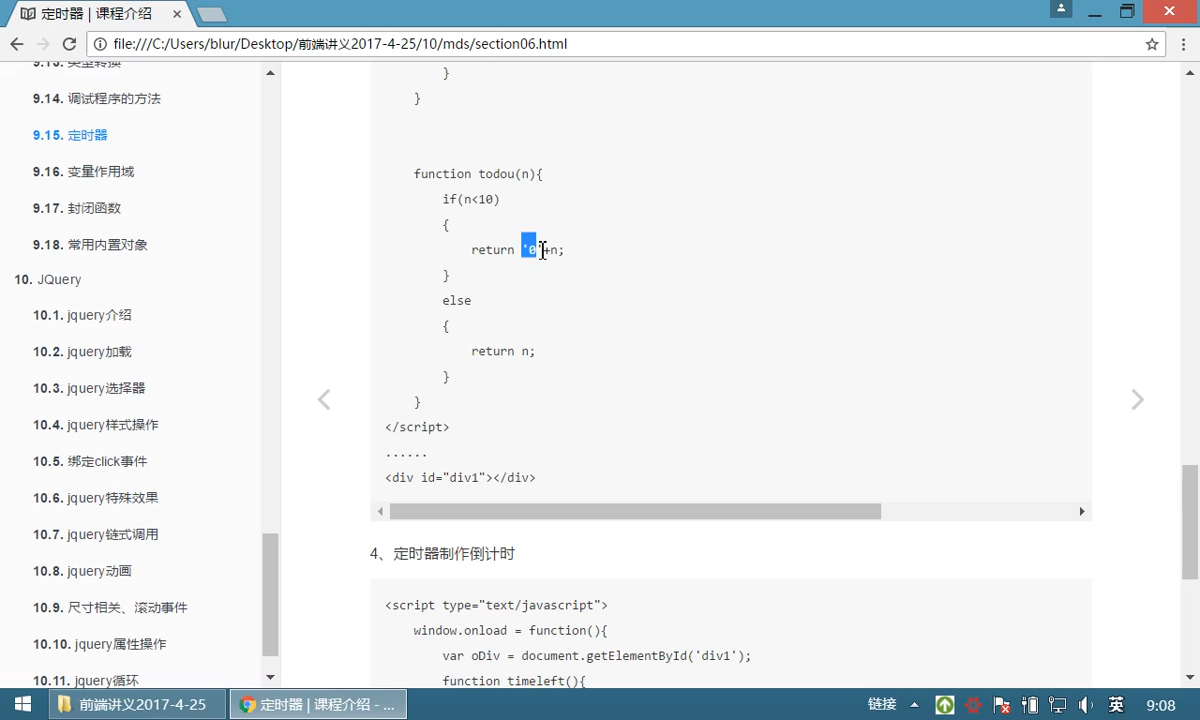 定时器 | 课程介绍
file:///C:/Users/blur/Desktop/前端讲义2017-4-25/10/mds/section06.html
9.13. 类型转换
9.14. 调试程序的方法
9.15. 定时器
9.16. 变量作用域
9.17. 封闭函数
9.18. 常用内置对象
10. JQuery
10.1. jquery介绍
10.2. jquery加载
10.3. jquery选择器
10.4. jquery样式操作
10.5. 绑定click事件
10.6. jquery特殊效果
10.7. jquery链式调用
10.8. jquery动画
10.9. 尺寸相关、滚动事件
10.10. jquery属性操作
10.11. jquery循环
}
}
function todou(n){
if(n<10)
{
return '0'+n;
}
else
{
return n;
}
}
</script>
......
<div id="div1"></div>
4、定时器制作倒计时
<script type="text/javascript">
window.onload = function(){
var oDiv = document.getElementById('div1');
function timeleft(){
前端讲义2017-4-25
定时器 | 课程介绍 - ...
链接
英
9:08